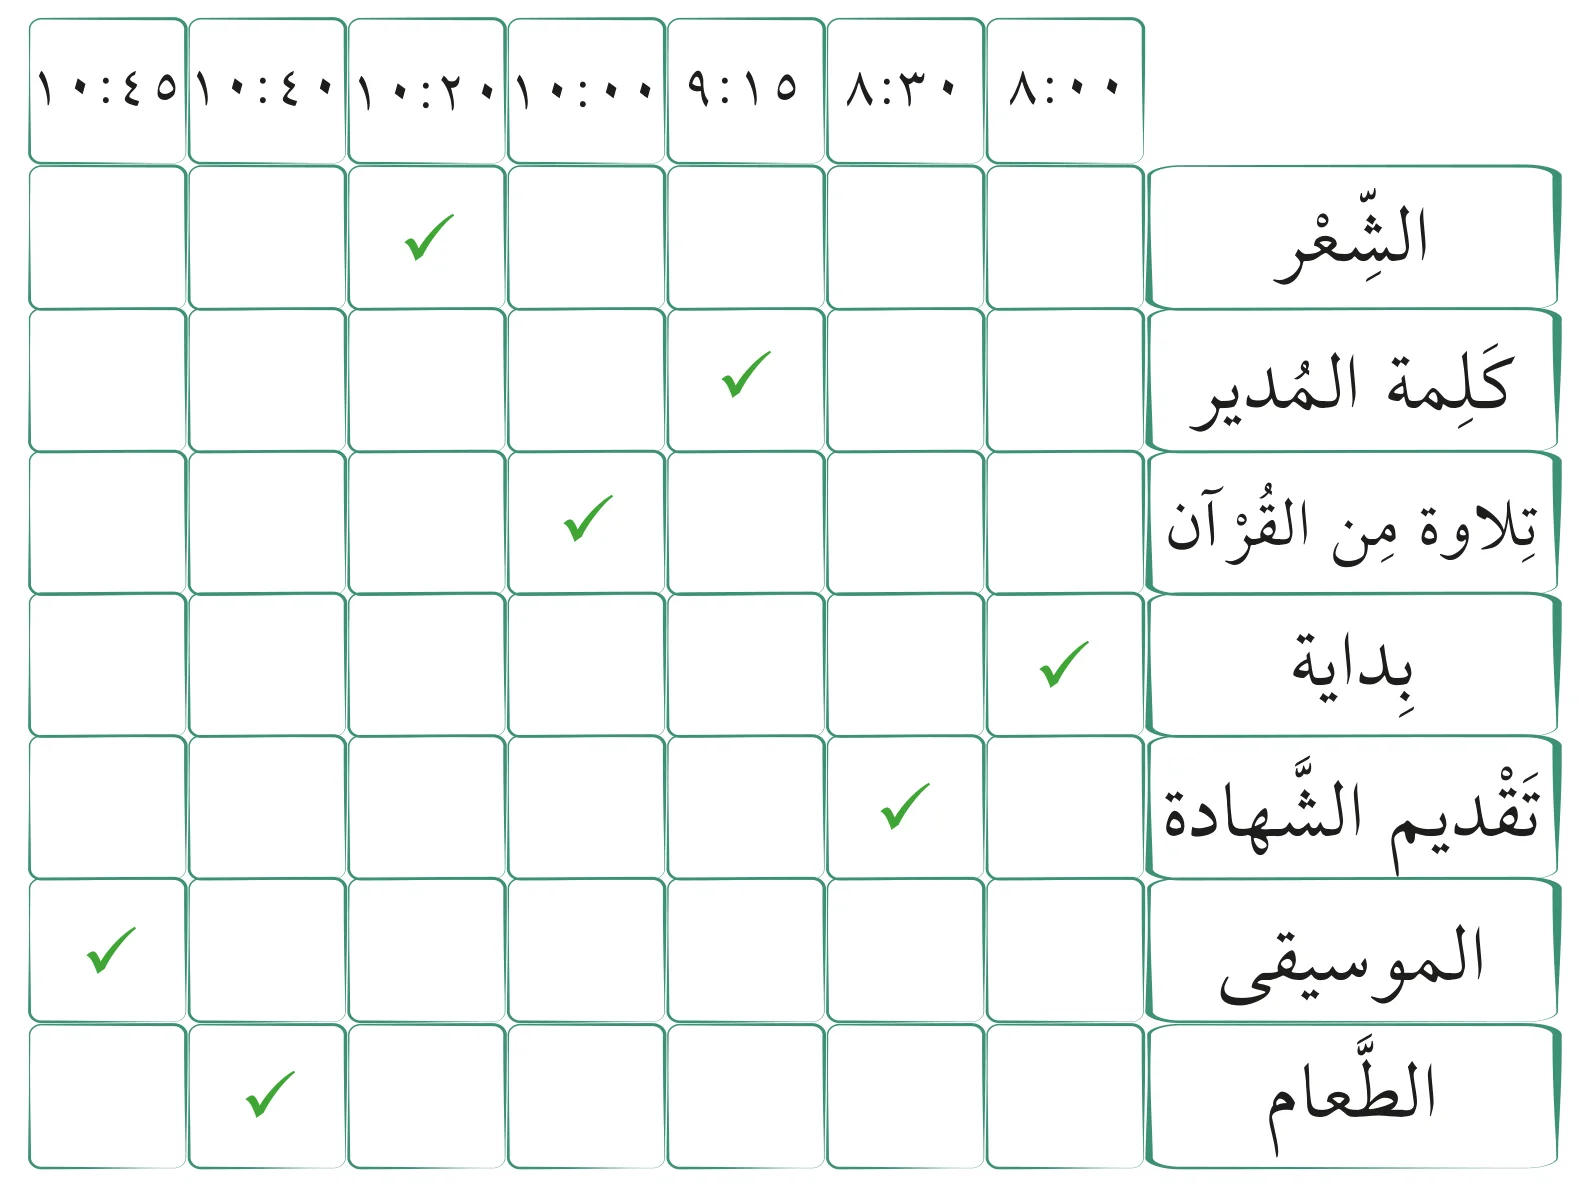 ٨:٠٠ ٨:٣٠ ٩:١٥ ١٠:٠٠ ١٠:٢٠ ١٠:٤٠ ١٠:٤٥
الشِّعْر
كَلِمة المُدير
تِلاوة مِن القُرْآن
بِداية
تَقْديم الشَّهادة
الموسيقى
الطَّعام